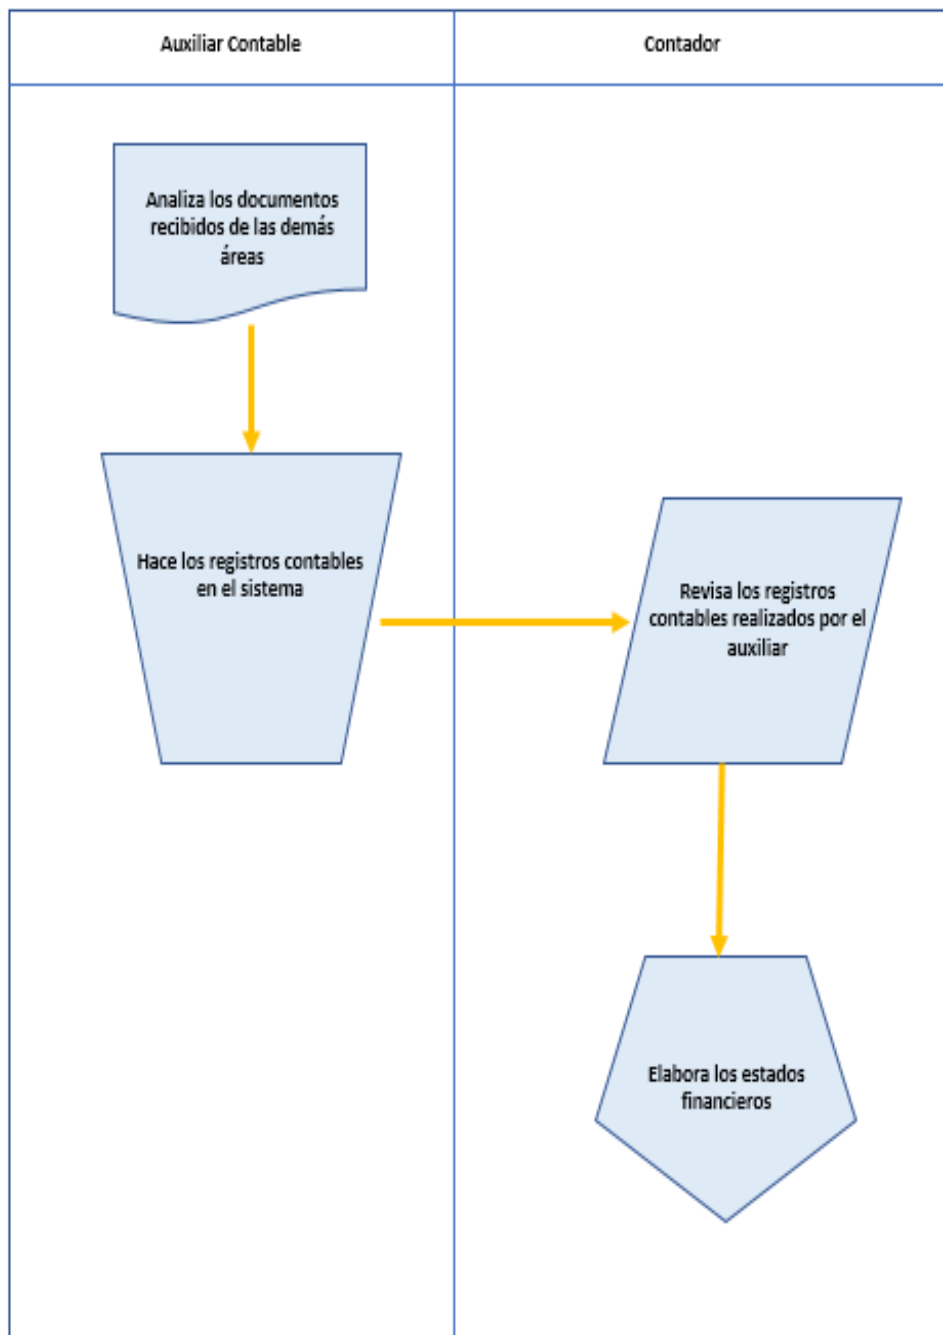 Auxiliar Contable
Contador
Analiza los documentos
recibidos de las demás
áreas
Hace los registros contables
en el sistema
Revisa los registros
contables realizados por el
auxiliar
Elabora los estados
financieros